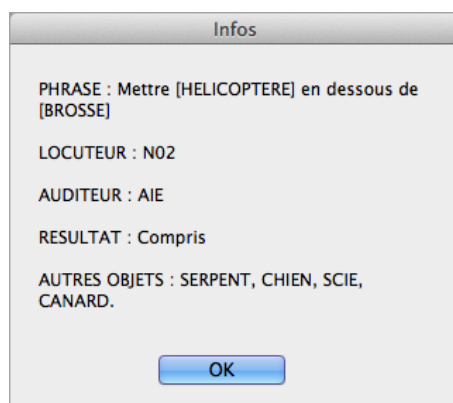 Infos
PHRASE : Mettre [HELICOPTERE] en dessous de
[BROSSE]
LOCUTEUR : N02
AUDITEUR : AIE
RESULTAT : Compris
AUTRES OBJETS : SERPENT, CHIEN, SCIE,
CANARD.
OK